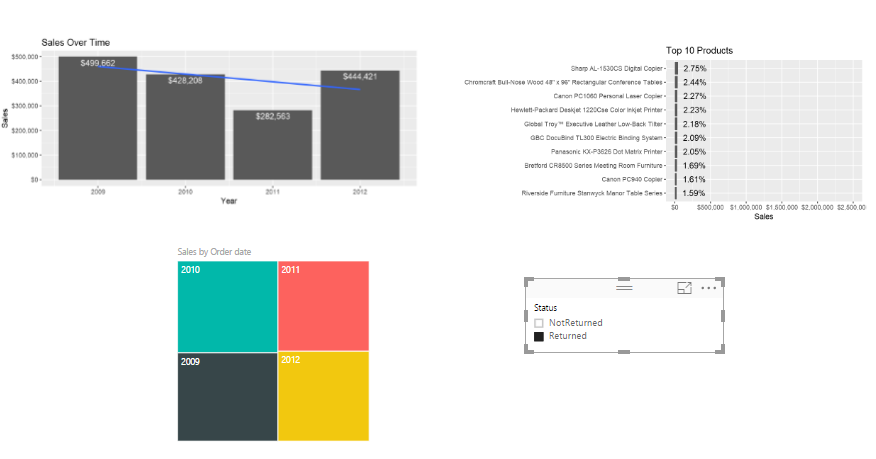 Sales Over Time
$500,000
$400,000
$300,000
$200,000
$100,000
$0
Sales
$499,662
$428,208
$282,563
$444,421
2009
2010
2011
2012
Year
Top 10 Products
Sharp AL-1530CS Digital Copier
2.75%
Chromcraft Bull-Nose Wood 48" x 96" Rectangular Conference Tables
2.44%
Canon PC1060 Personal Laser Copier
2.27%
Hewlett-Packard Deskjet 1220Cse Color Inkjet Printer
2.23%
Global Troy™ Executive Leather Low-Back Tilter
2.18%
GBC DocuBind TL300 Electric Binding System
2.09%
Panasonic KX-P3626 Dot Matrix Printer
2.05%
Bretford CR8500 Series Meeting Room Furniture
1.69%
Canon PC940 Copier
1.61%
Riverside Furniture Stanwyck Manor Table Series
1.59%
$0
$500,000
$1,000,000
$1,500,000
$2,000,000
$2,500,00
Sales
Sales by Order date
2010
2011
2009
2012
Status
NotReturned
Returned